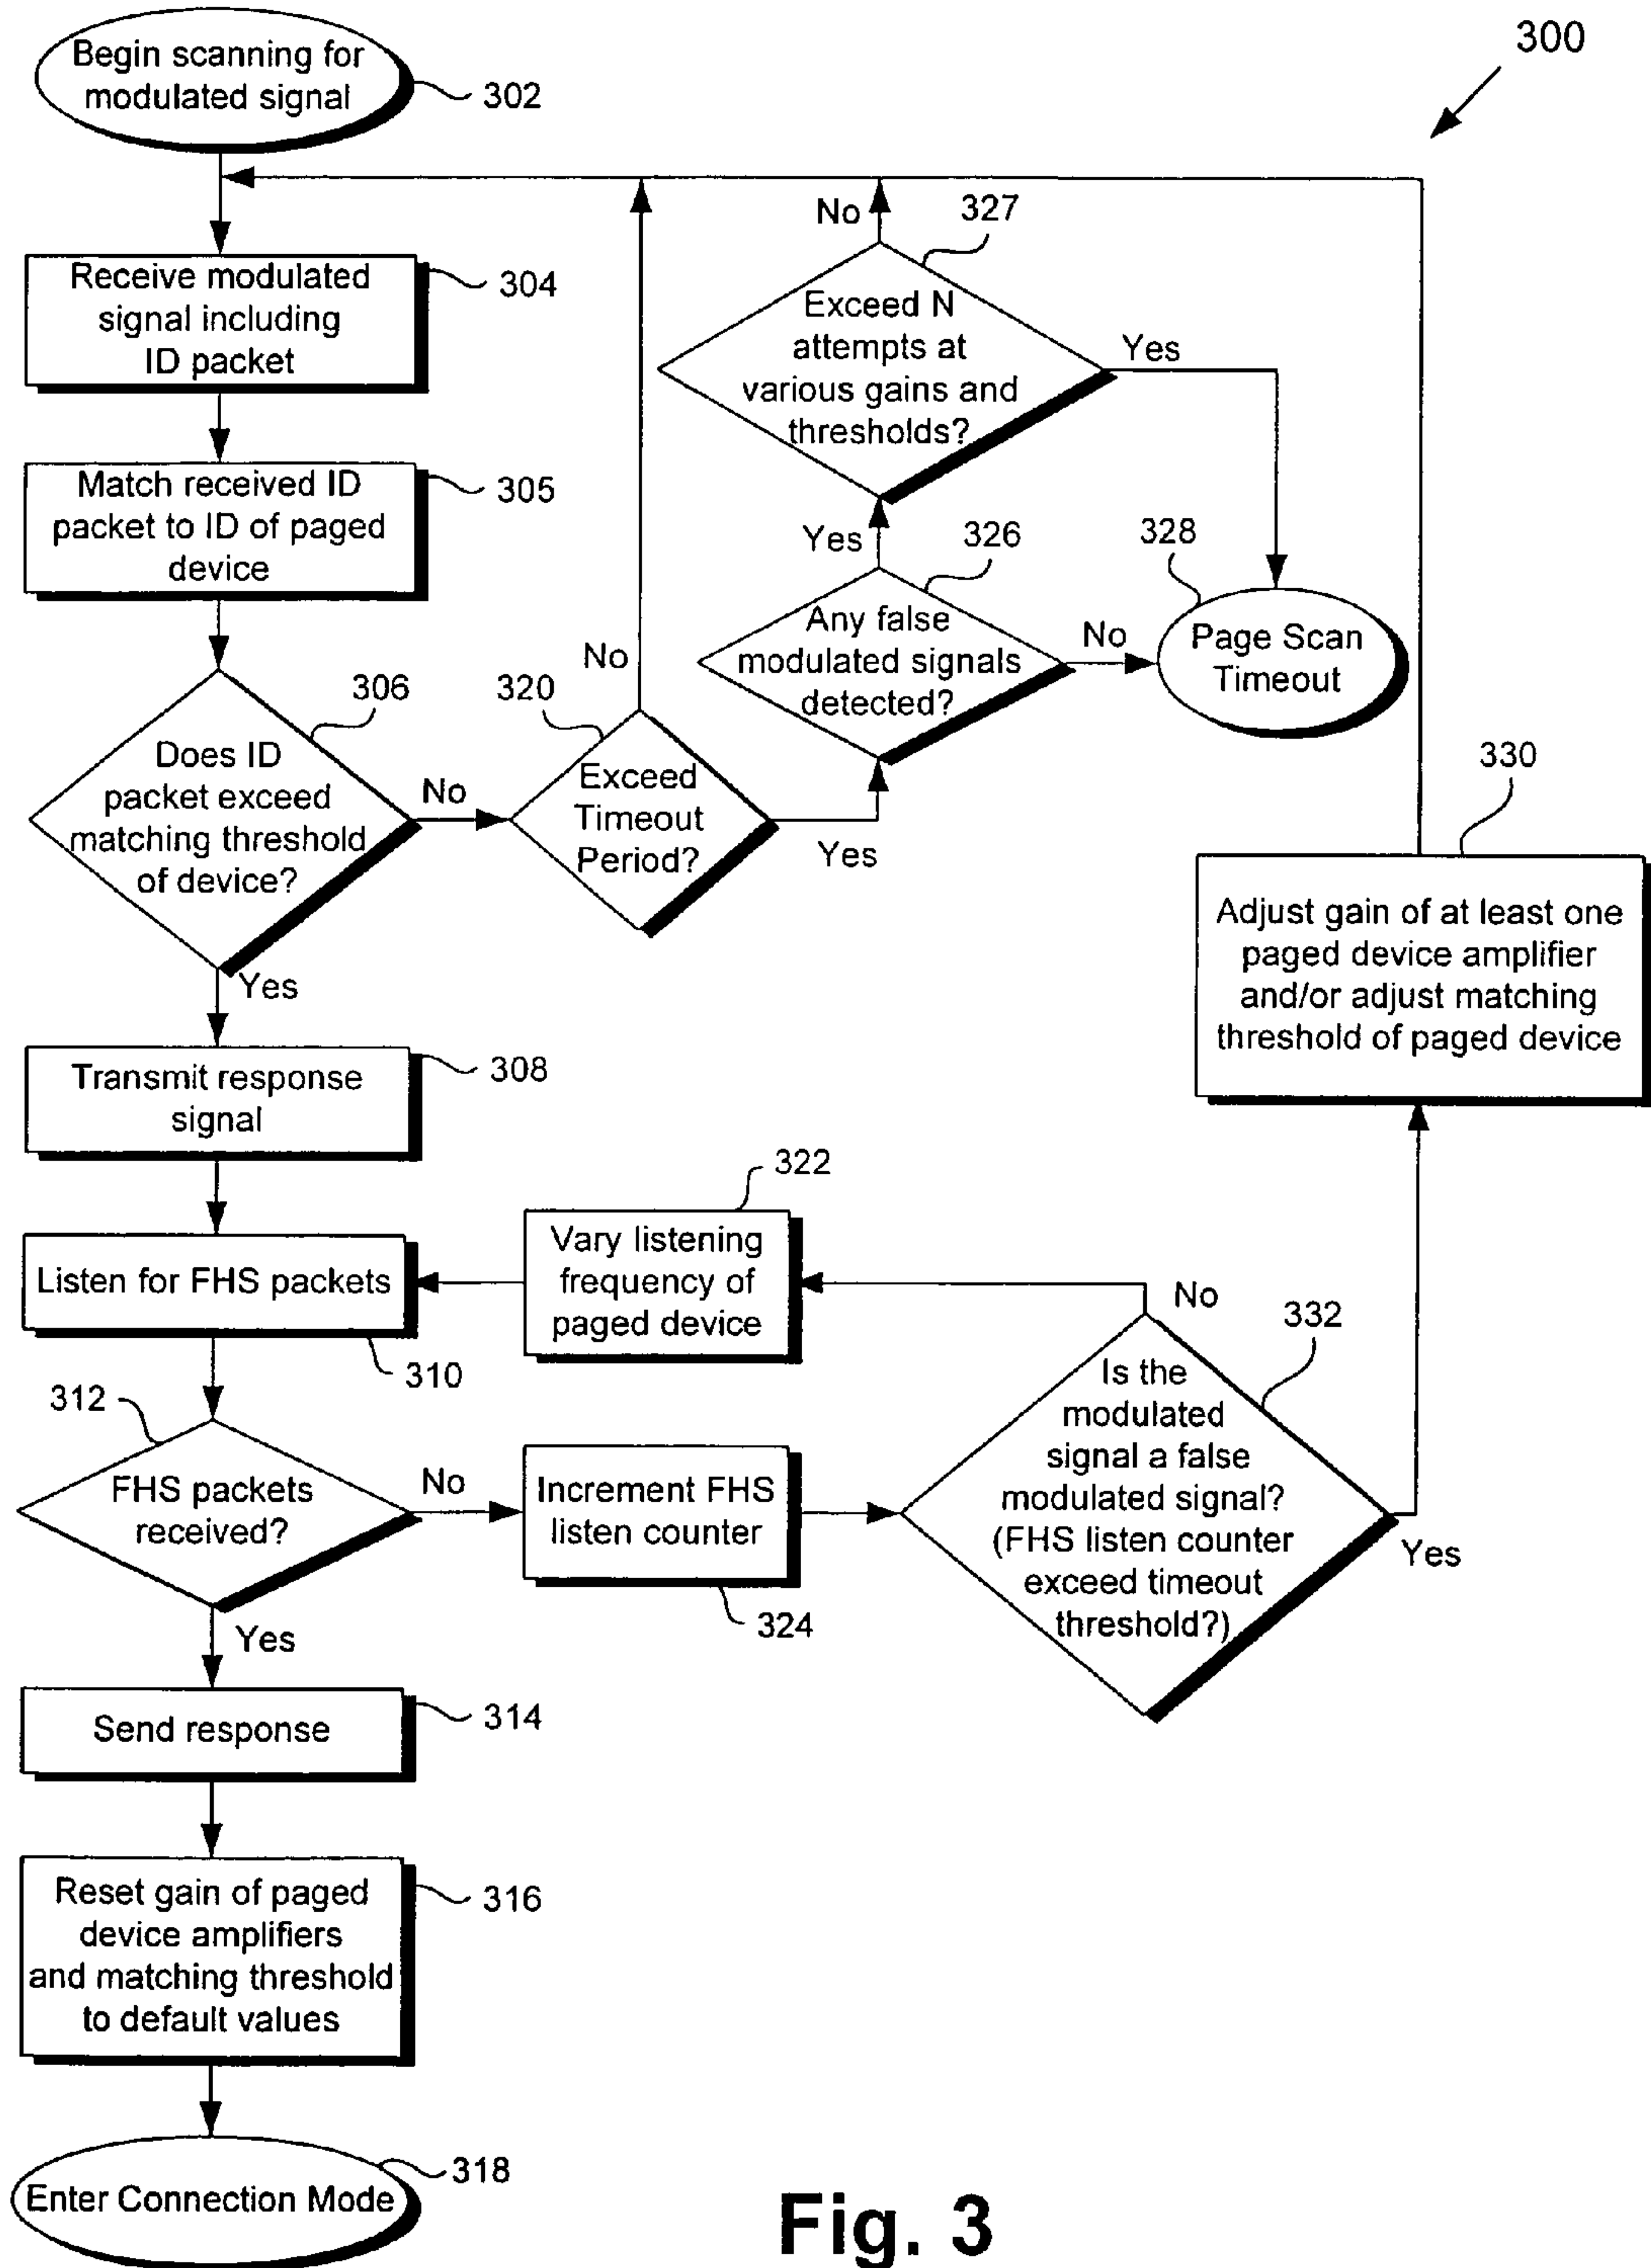 300
Begin scanning for
modulated signal
302
Receive modulated
signal including
ID packet
304
Match received ID
packet to ID of paged
device
305
Does ID
packet exceed
matching threshold
of device?
306
No
Yes
Exceed
Timeout
Period?
320
No
Yes
Any false
modulated signals
detected?
326
Yes
No
Exceed N
attempts at
various gains and
thresholds?
327
No
Yes
Page Scan
Timeout
328
Adjust gain of at least one
paged device amplifier
and/or adjust matching
threshold of paged device
330
Transmit response
signal
308
Listen for FHS packets
310
Vary listening
frequency of
paged device
322
FHS packets
received?
312
No
Yes
Increment FHS
listen counter
324
Is the
modulated
signal a false
modulated signal?
(FHS listen counter
exceed timeout
threshold?)
332
No
Yes
Send response
314
Reset gain of paged
device amplifiers
and matching threshold
to default values
316
Enter Connection Mode
318
Fig. 3